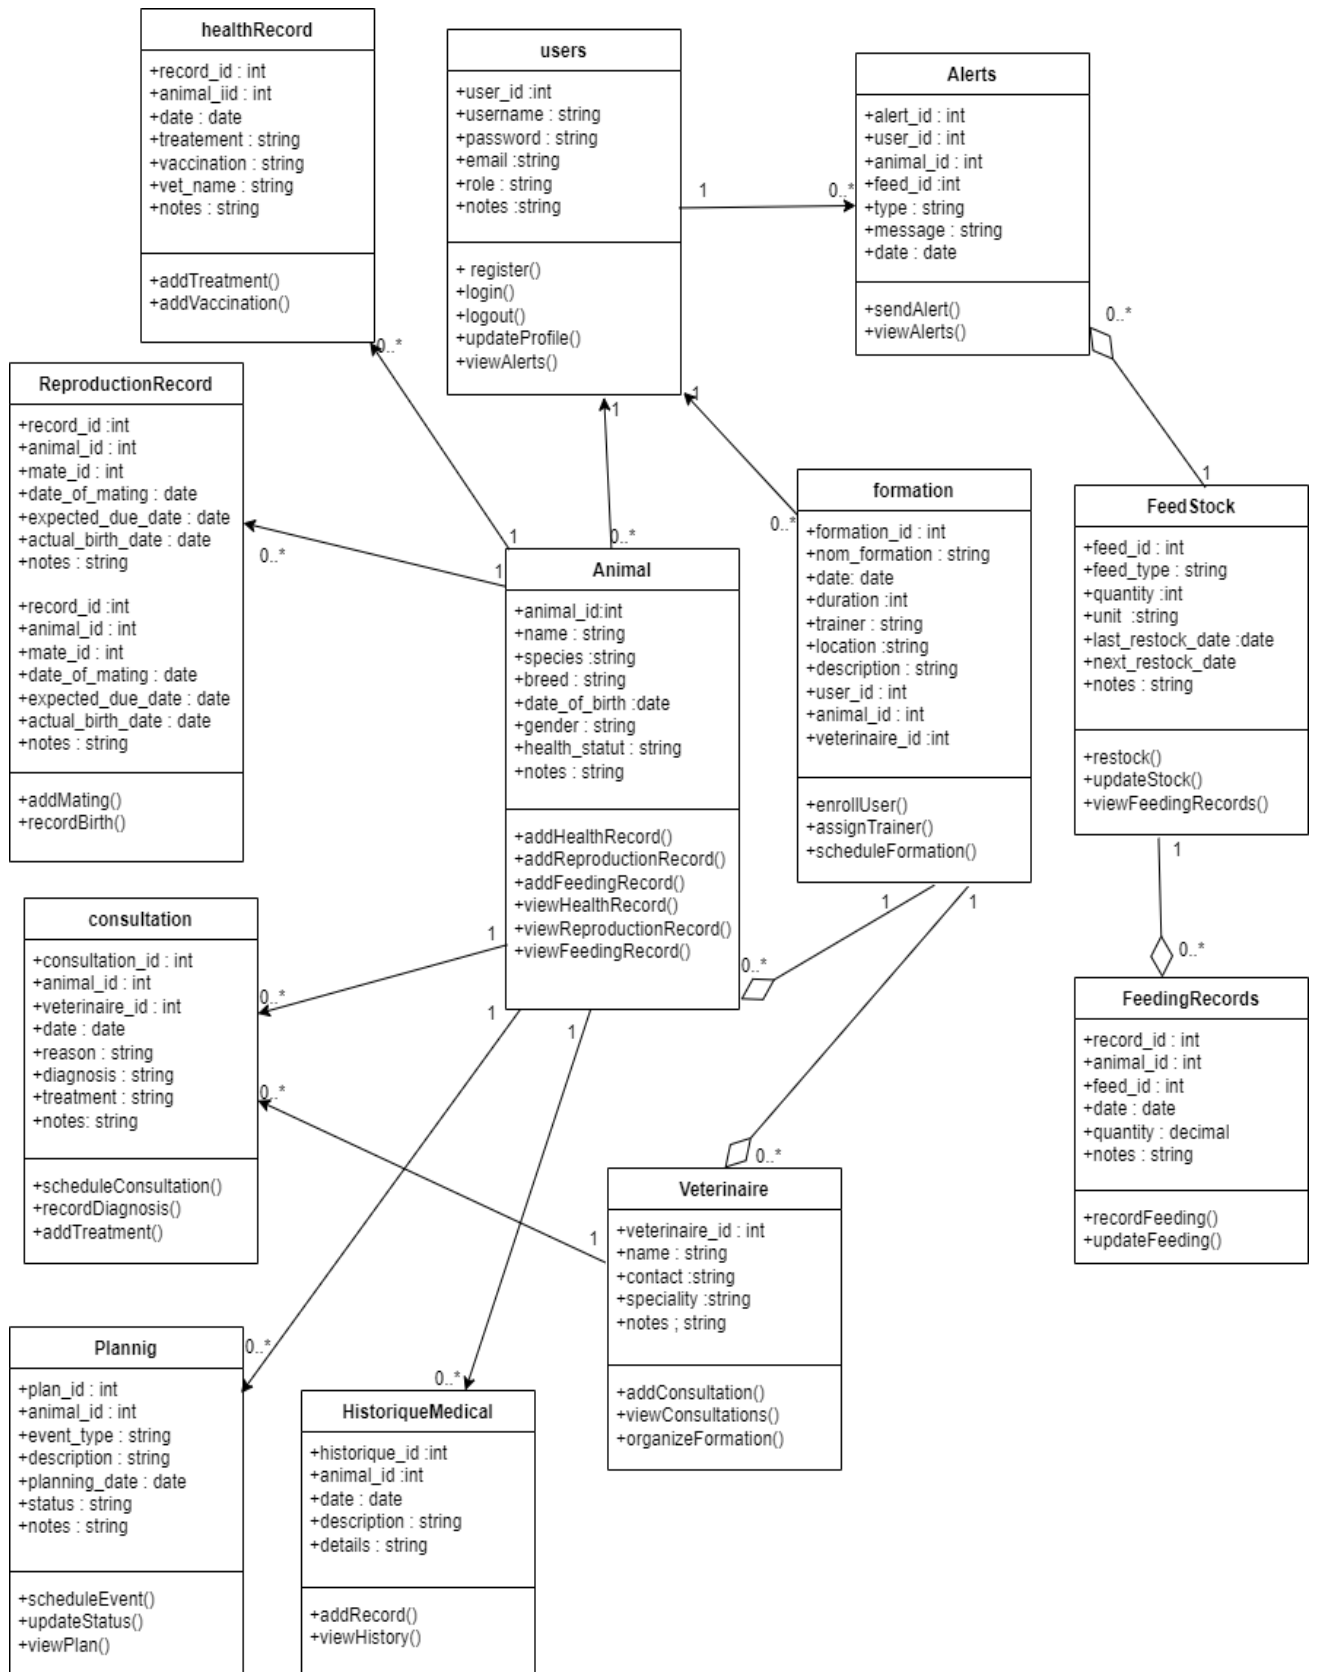 healthRecord
+record_id : int
+animal_iid : int
+date : date
+treatement : string
+vaccination : string
+vet_name : string
+notes : string
+addTreatment()
+addVaccination()
0..*
users
+user_id :int
+username : string
+password : string
+email :string
+role : string
+notes :string
+ register()
+login()
+logout()
+updateProfile()
+viewAlerts()
1
0..*
1
1
Alerts
+alert_id : int
+user_id : int
+animal_id : int
+feed_id :int
+type : string
+message : string
+date : date
+sendAlert()
+viewAlerts()
0..*
1
ReproductionRecord
+record_id :int
+animal_id : int
+mate_id : int
+date_of_mating : date
+expected_due_date : date
+actual_birth_date : date
+notes : string
+record_id :int
+animal_id : int
+mate_id : int
+date_of_mating : date
+expected_due_date : date
+actual_birth_date : date
+notes : string
+addMating()
+recordBirth()
0..*
1
1
0..*
Animal
+animal_id:int
+name : string
+species :string
+breed : string
+date_of_birth :date
+gender : string
+health_statut : string
+notes : string
+addHealthRecord()
+addReproductionRecord()
+addFeedingRecord()
+viewHealthRecord()
+viewReproductionRecord()
+viewFeedingRecord()
0..*
formation
+formation_id : int
+nom_formation : string
+date: date
+duration :int
+trainer : string
+location :string
+description : string
+user_id : int
+animal_id : int
+veterinaire_id :int
+enrollUser()
+assignTrainer()
+scheduleFormation()
1
1
0..*
FeedStock
+feed_id : int
+feed_type : string
+quantity :int
+unit  :string
+last_restock_date :date
+next_restock_date
+notes : string
+restock()
+updateStock()
+viewFeedingRecords()
1
0..*
consultation
+consultation_id : int
+animal_id : int
+veterinaire_id : int
+date : date
+reason : string
+diagnosis : string
+treatment : string
+notes: string
+scheduleConsultation()
+recordDiagnosis()
+addTreatment()
1
0..*
0..*
1
1
FeedingRecords
+record_id : int
+animal_id : int
+feed_id : int
+date : date
+quantity : decimal
+notes : string
+recordFeeding()
+updateFeeding()
0..*
1
Veterinaire
+veterinaire_id : int
+name : string
+contact :string
+speciality :string
+notes ; string
+addConsultation()
+viewConsultations()
+organizeFormation()
0..*
Plannig
+plan_id : int
+animal_id : int
+event_type : string
+description : string
+planning_date : date
+status : string
+notes : string
+scheduleEvent()
+updateStatus()
+viewPlan()
0..*
HistoriqueMedical
+historique_id :int
+animal_id :int
+date : date
+description : string
+details : string
+addRecord()
+viewHistory()